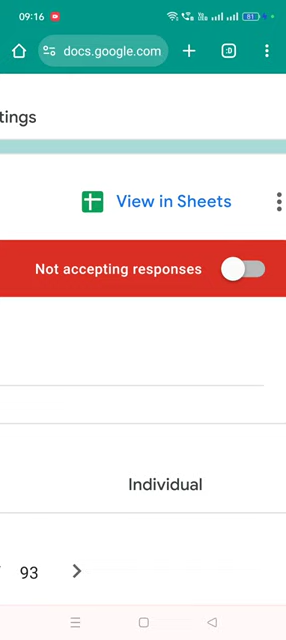 09:16
docs.google.com
:D
tings
View in Sheets
Not accepting responses
Individual
93